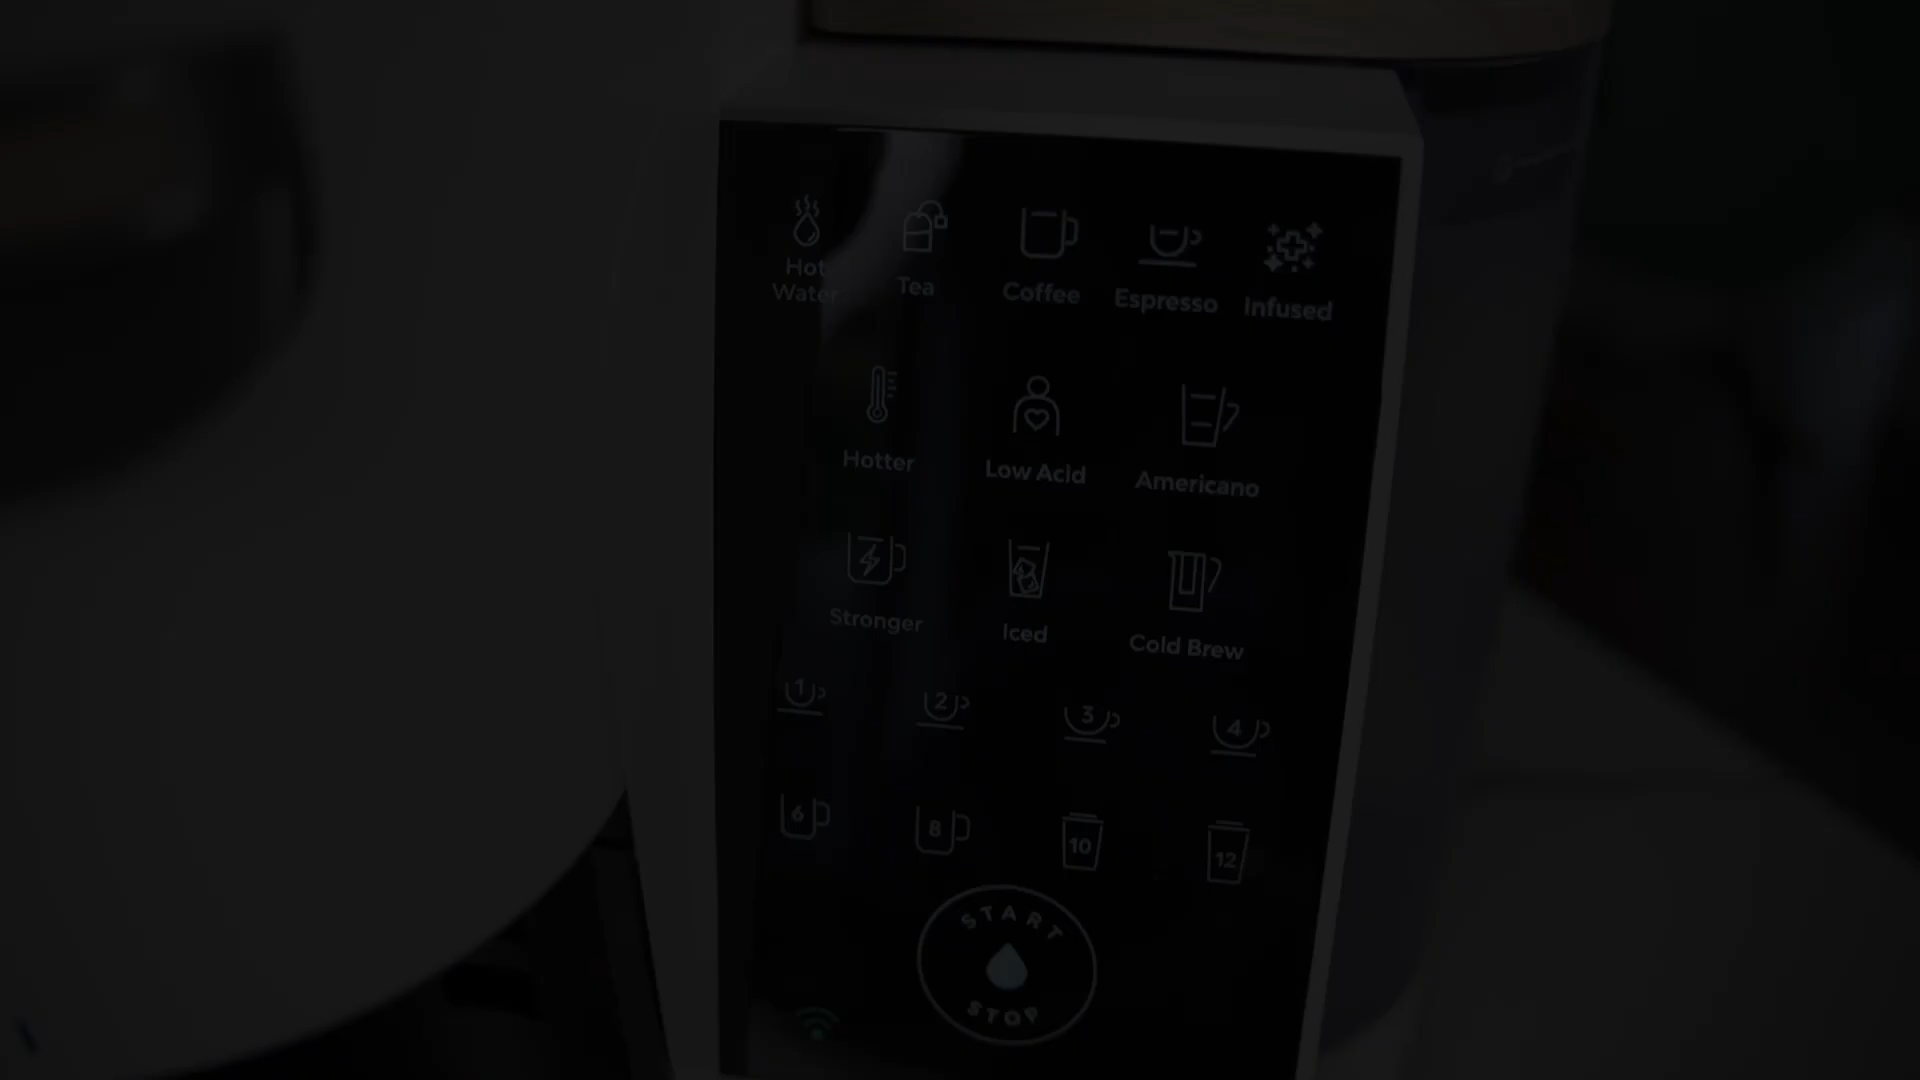 Hot Water
Tea
Coffee
Espresso
Infused
Hotter
Low Acid
Americano
Stronger
Iced
Cold Brew
1
2
3
4
6
8
10
12
START
STOP